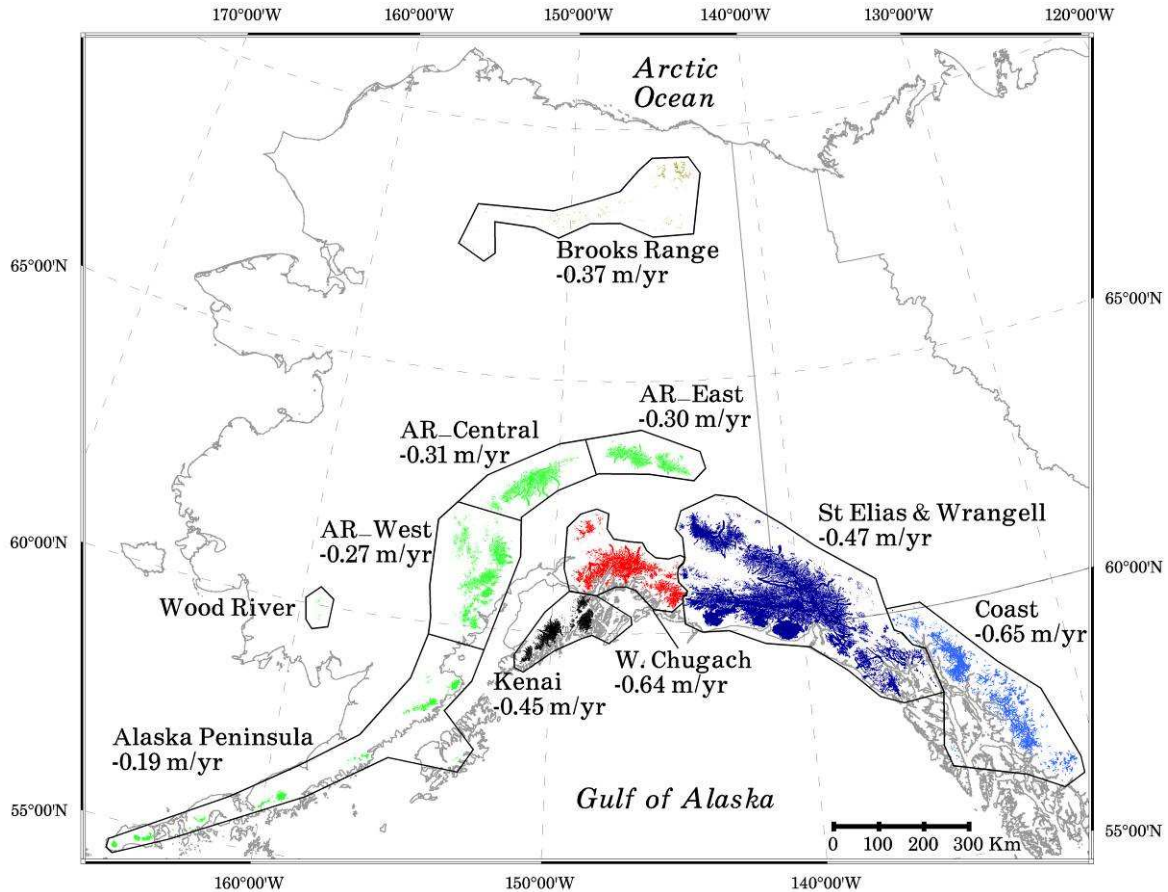 170°00'W
160°00'W
150°00'W
140°00'W
130°00'W
120°00'W
Arctic
Ocean
Brooks Range
-0.37 m/yr
65°00'N
65°00'N
AR_East
-0.30 m/yr
AR_Central
-0.31 m/yr
St Elias & Wrangell
-0.47 m/yr
AR_West
-0.27 m/yr
60°00'N
60°00'N
Wood River
Coast
-0.65 m/yr
W. Chugach
-0.64 m/yr
Kenai
-0.45 m/yr
Alaska Peninsula
-0.19 m/yr
Gulf of Alaska
55°00'N
55°00'N
0 100 200 300 Km
160°00'W
150°00'W
140°00'W